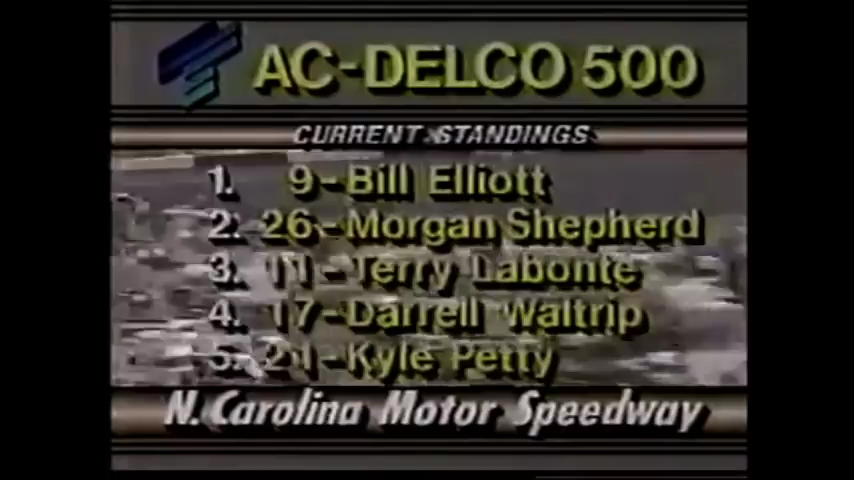 AC-DELCO 500
CURRENT STANDINGS
1. 9-Bill Elliott
2. 26-Morgan Shepherd
3. 11-Terry Labonte
4. 17-Darrell Waltrip
5. 21-Kyle Petty
N. Carolina Motor Speedway